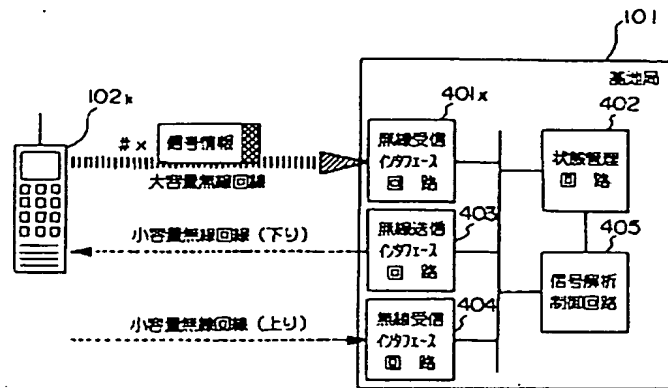 101
基地局
102k
401x
402
#x
信号情報
無線受信
インタフェース
回路
状態管理
回路
大容量無線回線
小容量無線回線(下り)
無線送信
インタフェース
回路
403
405
信号解析
制御回路
小容量無線回線(上り)
無線受信
インタフェース
回路
404